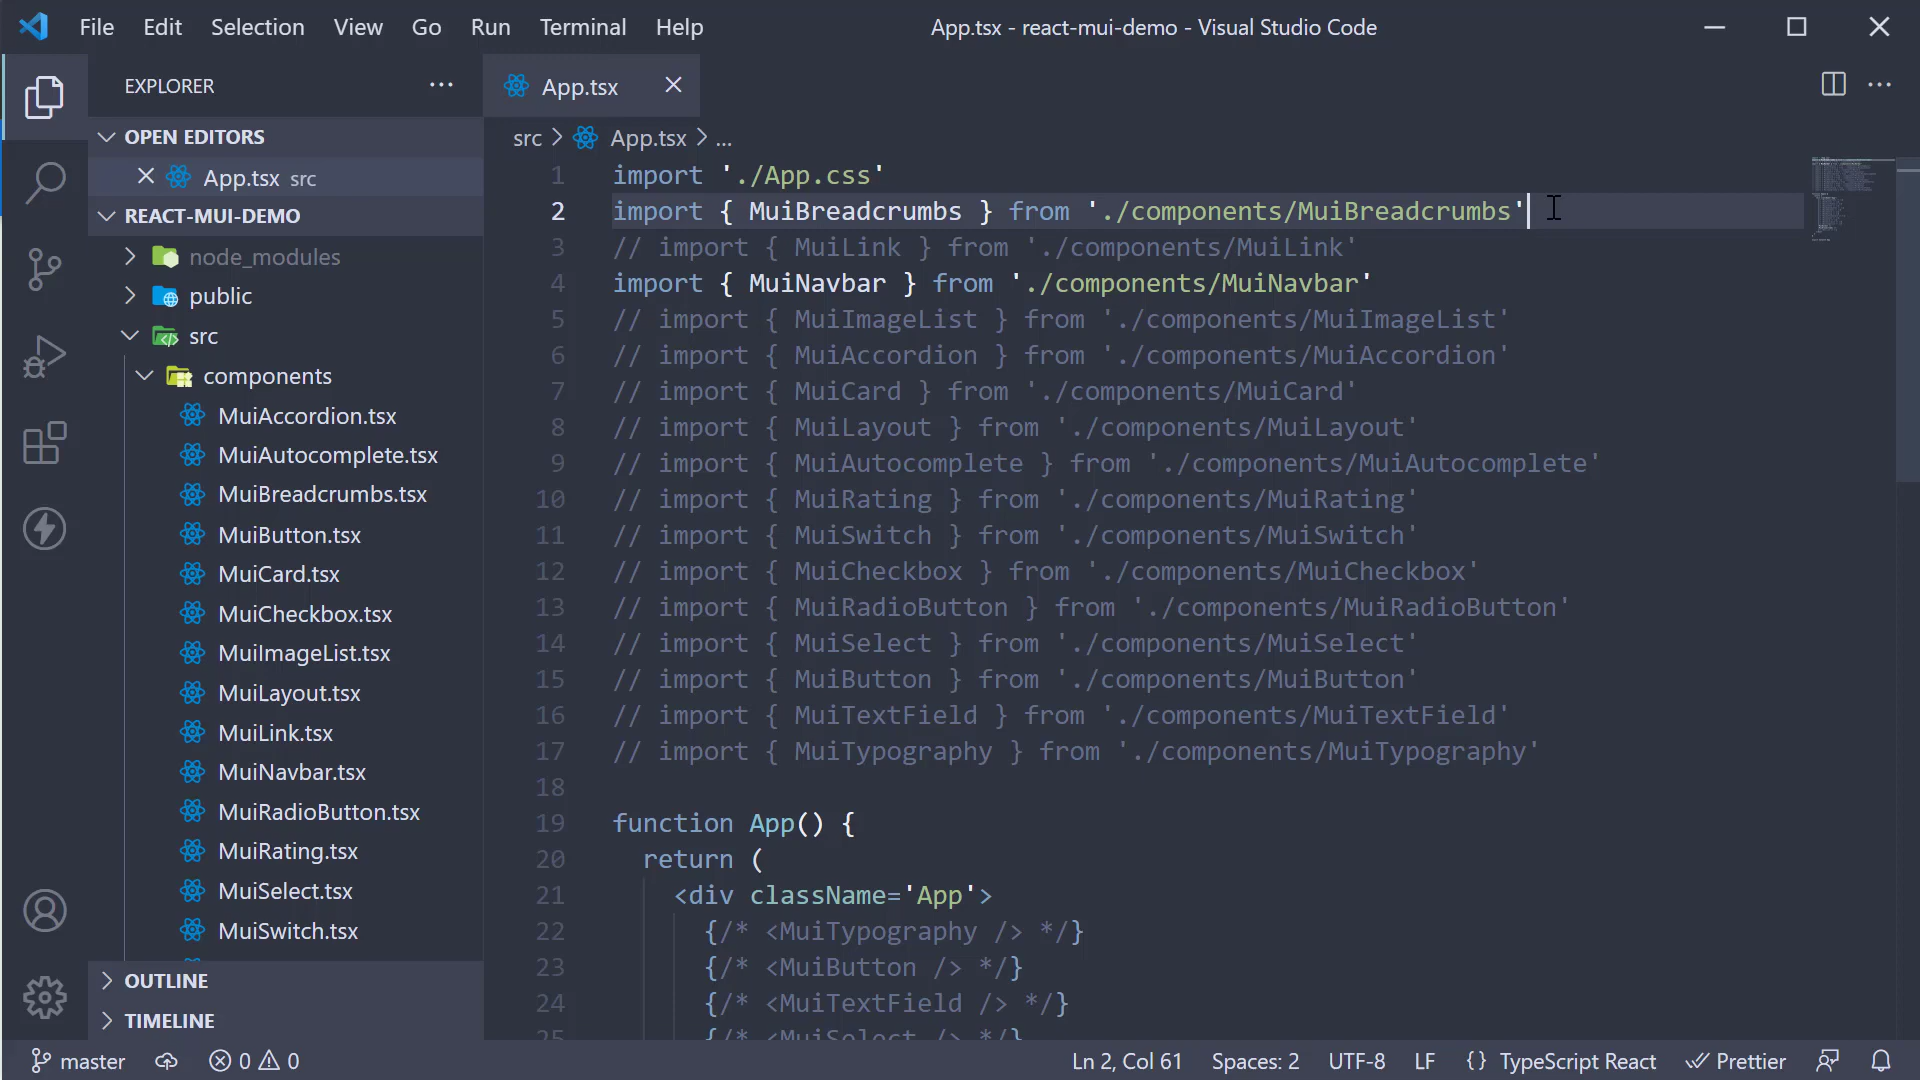 File Edit Selection View Go Run Terminal Help
App.tsx - react-mui-demo - Visual Studio Code
EXPLORER
OPEN EDITORS
App.tsx src
REACT-MUI-DEMO
node_modules
public
src
components
MuiAccordion.tsx
MuiAutocomplete.tsx
MuiBreadcrumbs.tsx
MuiButton.tsx
MuiCard.tsx
MuiCheckbox.tsx
MuiImageList.tsx
MuiLayout.tsx
MuiLink.tsx
MuiNavbar.tsx
MuiRadioButton.tsx
MuiRating.tsx
MuiSelect.tsx
MuiSwitch.tsx
OUTLINE
TIMELINE
App.tsx
src > App.tsx > ...
1 import './App.css'
2 import { MuiBreadcrumbs } from './components/MuiBreadcrumbs'
3 // import { MuiLink } from './components/MuiLink'
4 import { MuiNavbar } from './components/MuiNavbar'
5 // import { MuiImageList } from './components/MuiImageList'
6 // import { MuiAccordion } from './components/MuiAccordion'
7 // import { MuiCard } from './components/MuiCard'
8 // import { MuiLayout } from './components/MuiLayout'
9 // import { MuiAutocomplete } from './components/MuiAutocomplete'
10 // import { MuiRating } from './components/MuiRating'
11 // import { MuiSwitch } from './components/MuiSwitch'
12 // import { MuiCheckbox } from './components/MuiCheckbox'
13 // import { MuiRadioButton } from './components/MuiRadioButton'
14 // import { MuiSelect } from './components/MuiSelect'
15 // import { MuiButton } from './components/MuiButton'
16 // import { MuiTextField } from './components/MuiTextField'
17 // import { MuiTypography } from './components/MuiTypography'
18
19 function App() {
20 return (
21 <div className='App'>
22 {/* <MuiTypography /> */}
23 {/* <MuiButton /> */}
24 {/* <MuiTextField /> */}
25 {/* <MuiSelect /> */}
master 0 0 Ln 2, Col 61 Spaces: 2 UTF-8 LF {} TypeScript React Prettier